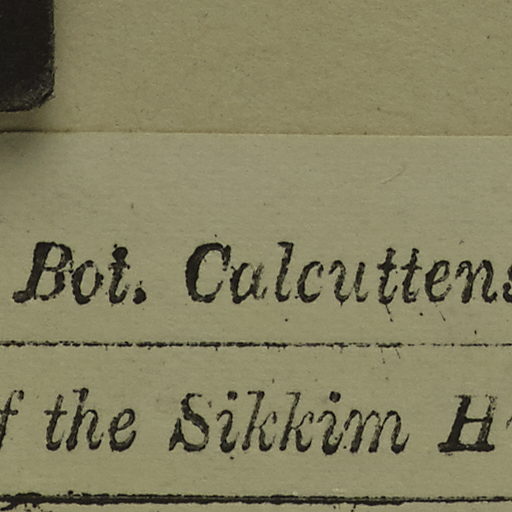 Bot. Calcuttens
f the Sikkim H